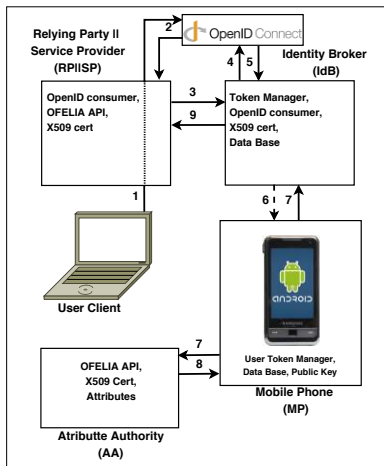 Relying Party ||
Service Provider
(RP||SP)
2
OpenID Connect
4
5
Identity Broker
(IdB)
OpenID consumer,
OFELIA API,
X509 cert
3
9
Token Manager,
OpenID consumer,
X509 cert,
Data Base
1
6
7
User Client
ANDROID
SAMSUNG
User Token Manager,
Data Base, Public Key
Mobile Phone
(MP)
7
8
OFELIA API,
X509 Cert,
Attributes
Atributte Authority
(AA)